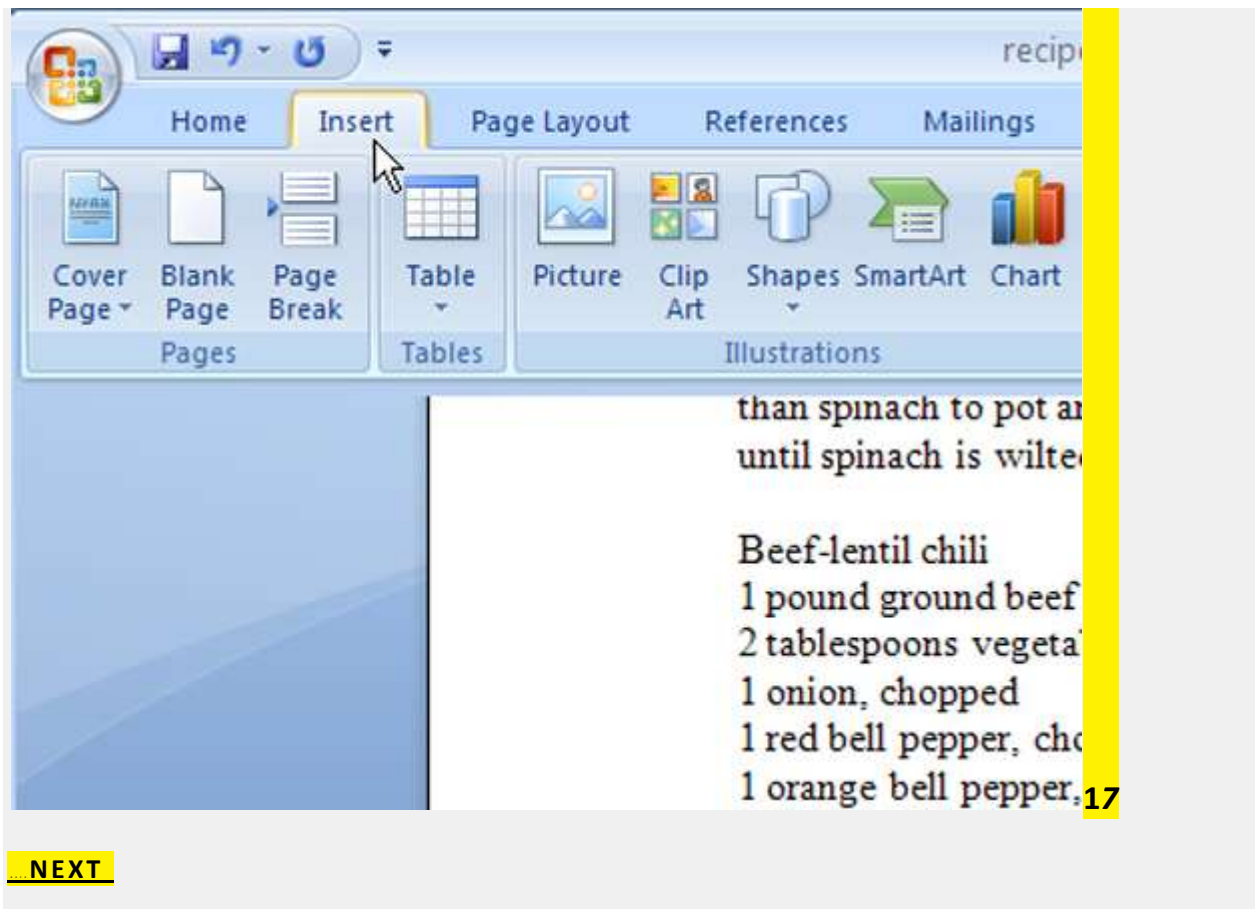 recip
Home Insert Page Layout References Mailings
Cover Page Blank Page Page Break Table Picture Clip Art Shapes SmartArt Chart
Pages Tables Illustrations
than spinach to pot
until spinach is wilte
Beef-lentil chili
1 pound ground beef
2 tablespoons vegeta
1 onion, chopped
1 red bell pepper, cho
1 orange bell pepper,
17
....NEXT